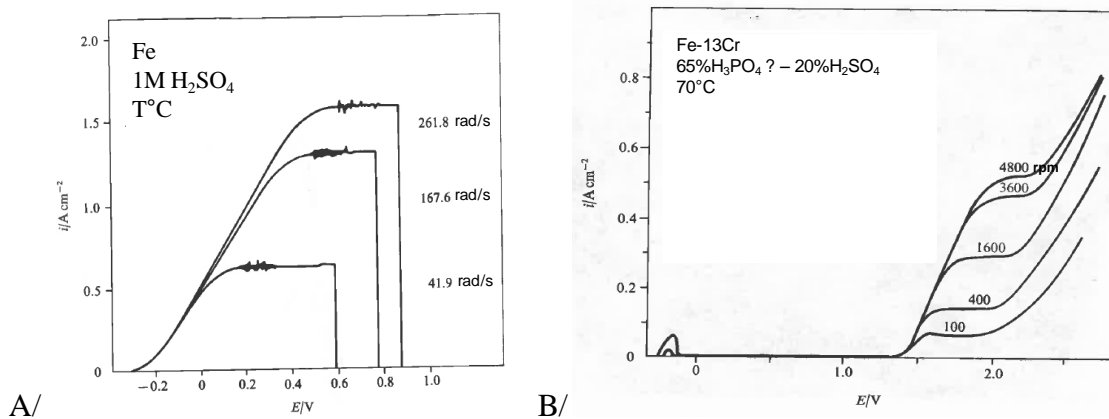 2.0
1.5
1.0
0.5
0
i/A cm⁻²
Fe
1M H₂SO₄
T°C
261.8 rad/s
167.6 rad/s
41.9 rad/s
−0.2
0
0.2
0.4
0.6
0.8
1.0
E/V
A/
0.8
0.6
0.4
0.2
0
i/A cm⁻²
Fe-13Cr
65%H₃PO₄ ? – 20%H₂SO₄
70°C
4800 rpm
3600
1600
400
100
0
1.0
2.0
E/V
B/